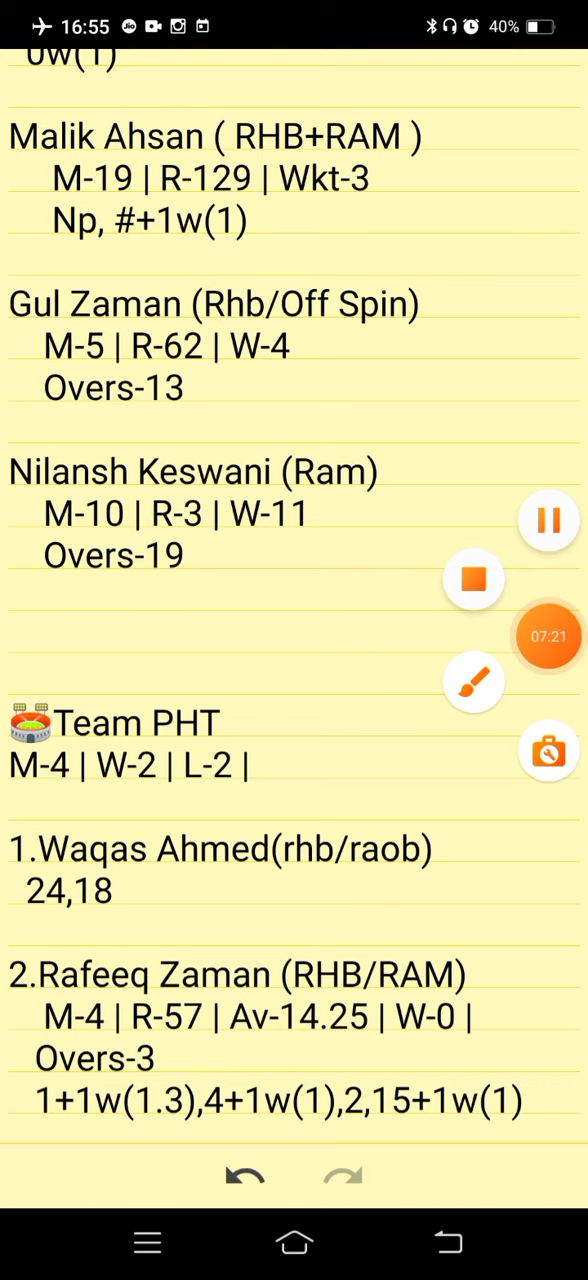 16:55
Jio
40%
0w(1)
Malik Ahsan ( RHB+RAM )
M-19 | R-129 | Wkt-3
Np, #+1w(1)
Gul Zaman (Rhb/Off Spin)
M-5 | R-62 | W-4
Overs-13
Nilansh Keswani (Ram)
M-10 | R-3 | W-11
Overs-19
07:21
Team PHT
M-4 | W-2 | L-2 |
1.Waqas Ahmed(rhb/raob)
24,18
2.Rafeeq Zaman (RHB/RAM)
M-4 | R-57 | Av-14.25 | W-0 |
Overs-3
1+1w(1.3),4+1w(1),2,15+1w(1)